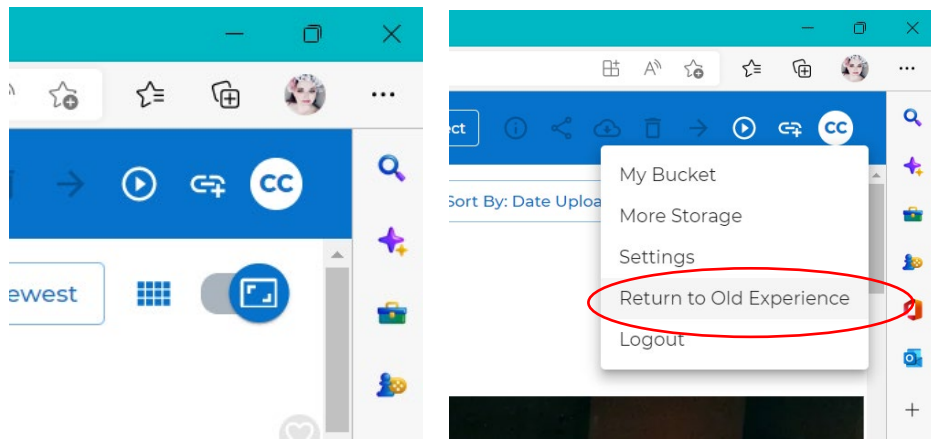 CC
ewest
ect
CC
Sort By: Date Uploa
My Bucket
More Storage
Settings
Return to Old Experience
Logout